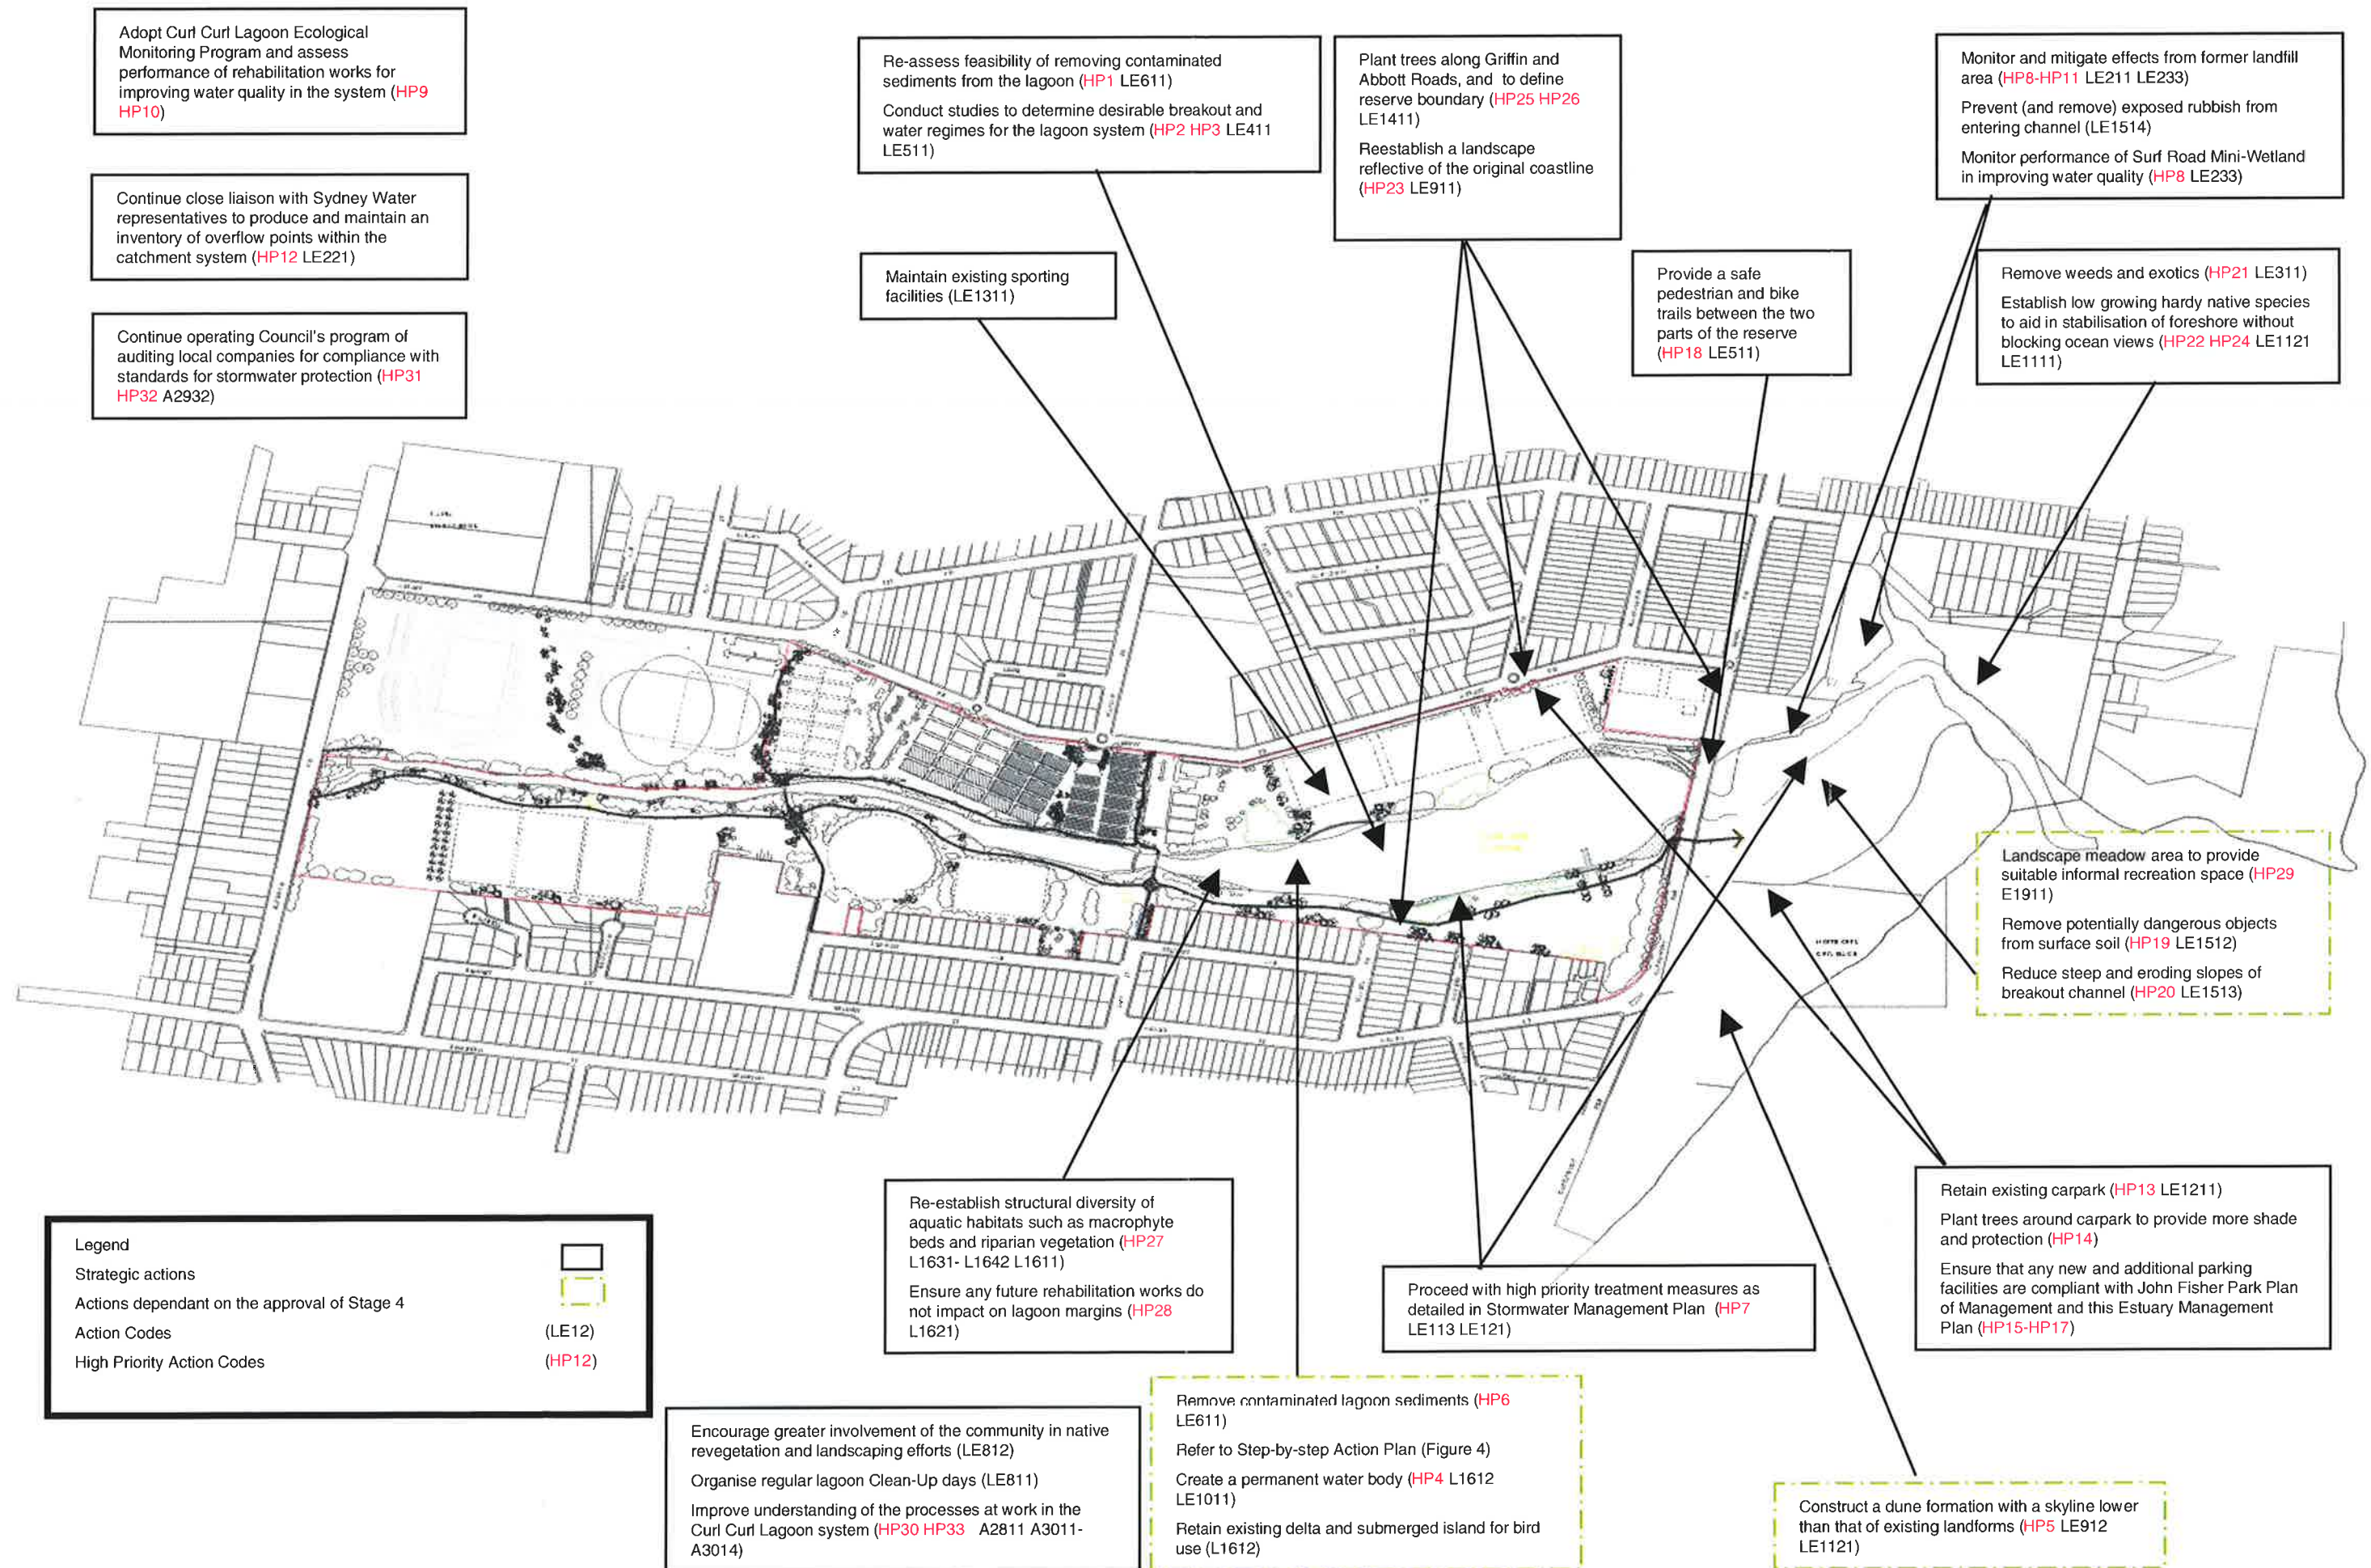 Adopt Curl Curl Lagoon Ecological
Monitoring Program and assess
performance of rehabilitation works for
improving water quality in the system (HP9
HP10)
Continue close liaison with Sydney Water
representatives to produce and maintain an
inventory of overflow points within the
catchment system (HP12 LE221)
Continue operating Council's program of
auditing local companies for compliance with
standards for stormwater protection (HP31
HP32 A2932)
Re-assess feasibility of removing contaminated
sediments from the lagoon (HP1 LE611)
Conduct studies to determine desirable breakout and
water regimes for the lagoon system (HP2 HP3 LE411
LE511)
Maintain existing sporting
facilities (LE1311)
Plant trees along Griffin and
Abbott Roads, and to define
reserve boundary (HP25 HP26
LE1411)
Reestablish a landscape
reflective of the original coastline
(HP23 LE911)
Provide a safe
pedestrian and bike
trails between the two
parts of the reserve
(HP18 LE511)
Monitor and mitigate effects from former landfill
area (HP8-HP11 LE211 LE233)
Prevent (and remove) exposed rubbish from
entering channel (LE1514)
Monitor performance of Surf Road Mini-Wetland
in improving water quality (HP8 LE233)
Remove weeds and exotics (HP21 LE311)
Establish low growing hardy native species
to aid in stabilisation of foreshore without
blocking ocean views (HP22 HP24 LE1121
LE1111)
Landscape meadow area to provide
suitable informal recreation space (HP29
E1911)
Remove potentially dangerous objects
from surface soil (HP19 LE1512)
Reduce steep and eroding slopes of
breakout channel (HP20 LE1513)
Retain existing carpark (HP13 LE1211)
Plant trees around carpark to provide more shade
and protection (HP14)
Ensure that any new and additional parking
facilities are compliant with John Fisher Park Plan
of Management and this Estuary Management
Plan (HP15-HP17)
Re-establish structural diversity of
aquatic habitats such as macrophyte
beds and riparian vegetation (HP27
L1631- L1642 L1611)
Ensure any future rehabilitation works do
not impact on lagoon margins (HP28
L1621)
Proceed with high priority treatment measures as
detailed in Stormwater Management Plan (HP7
LE113 LE121)
Legend
Strategic actions
Actions dependant on the approval of Stage 4
Action Codes (LE12)
High Priority Action Codes (HP12)
Encourage greater involvement of the community in native
revegetation and landscaping efforts (LE812)
Organise regular lagoon Clean-Up days (LE811)
Improve understanding of the processes at work in the
Curl Curl Lagoon system (HP30 HP33 A2811 A3011-
A3014)
Remove contaminated lagoon sediments (HP6
LE611)
Refer to Step-by-step Action Plan (Figure 4)
Create a permanent water body (HP4 L1612
LE1011)
Retain existing delta and submerged island for bird
use (L1612)
Construct a dune formation with a skyline lower
than that of existing landforms (HP5 LE912
LE1121)